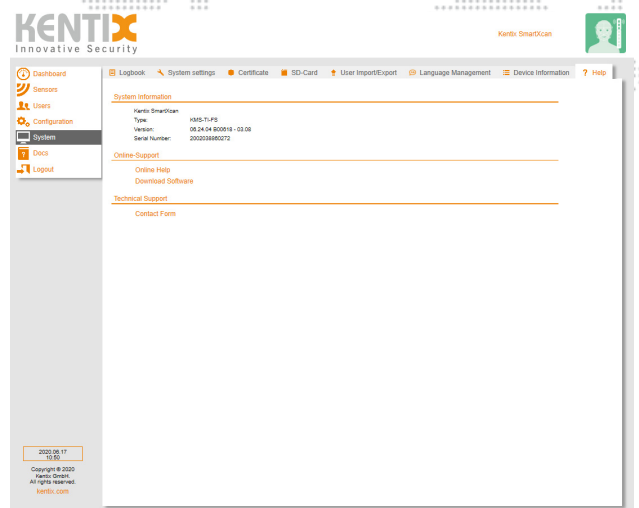 KENTIX
Innovative Security
Kentix SmartXcan
Dashboard
Sensors
Users
Configuration
System
Docs
Logout
Logbook System settings Certificate SD-Card User Import/Export Language Management Device Information ? Help
System Information
Kentix SmartXcan
Type: KMS-TI-FS
Version: 06.24.04 B00618 - 03.08
Serial Number: 2002038960272
Online-Support
Online Help
Download Software
Technical Support
Contact Form
2020.06.17
10:50
Copyright © 2020
Kentix GmbH.
All rights reserved.
kentix.com